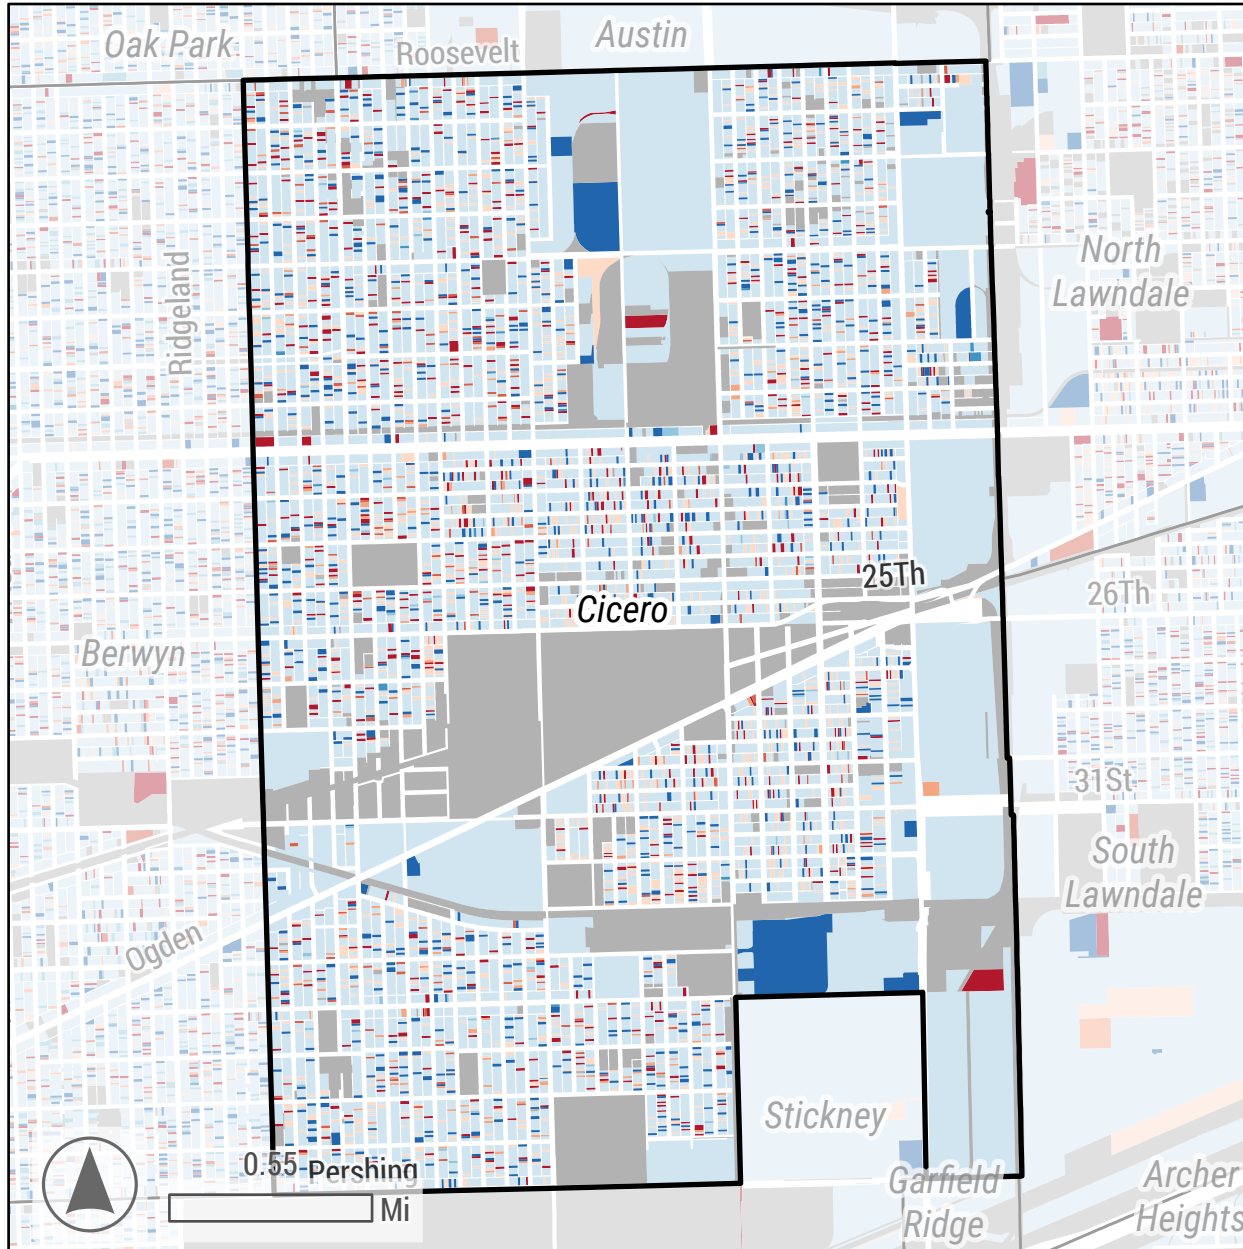 Oak Park
Roosevelt
Austin
Ridgeland
North
Lawndale
25Th
26Th
Cicero
Berwyn
31St
South
Lawndale
Ogden
Stickney
0.55
Pershing
Mi
Garfield
Ridge
Archer
Heights